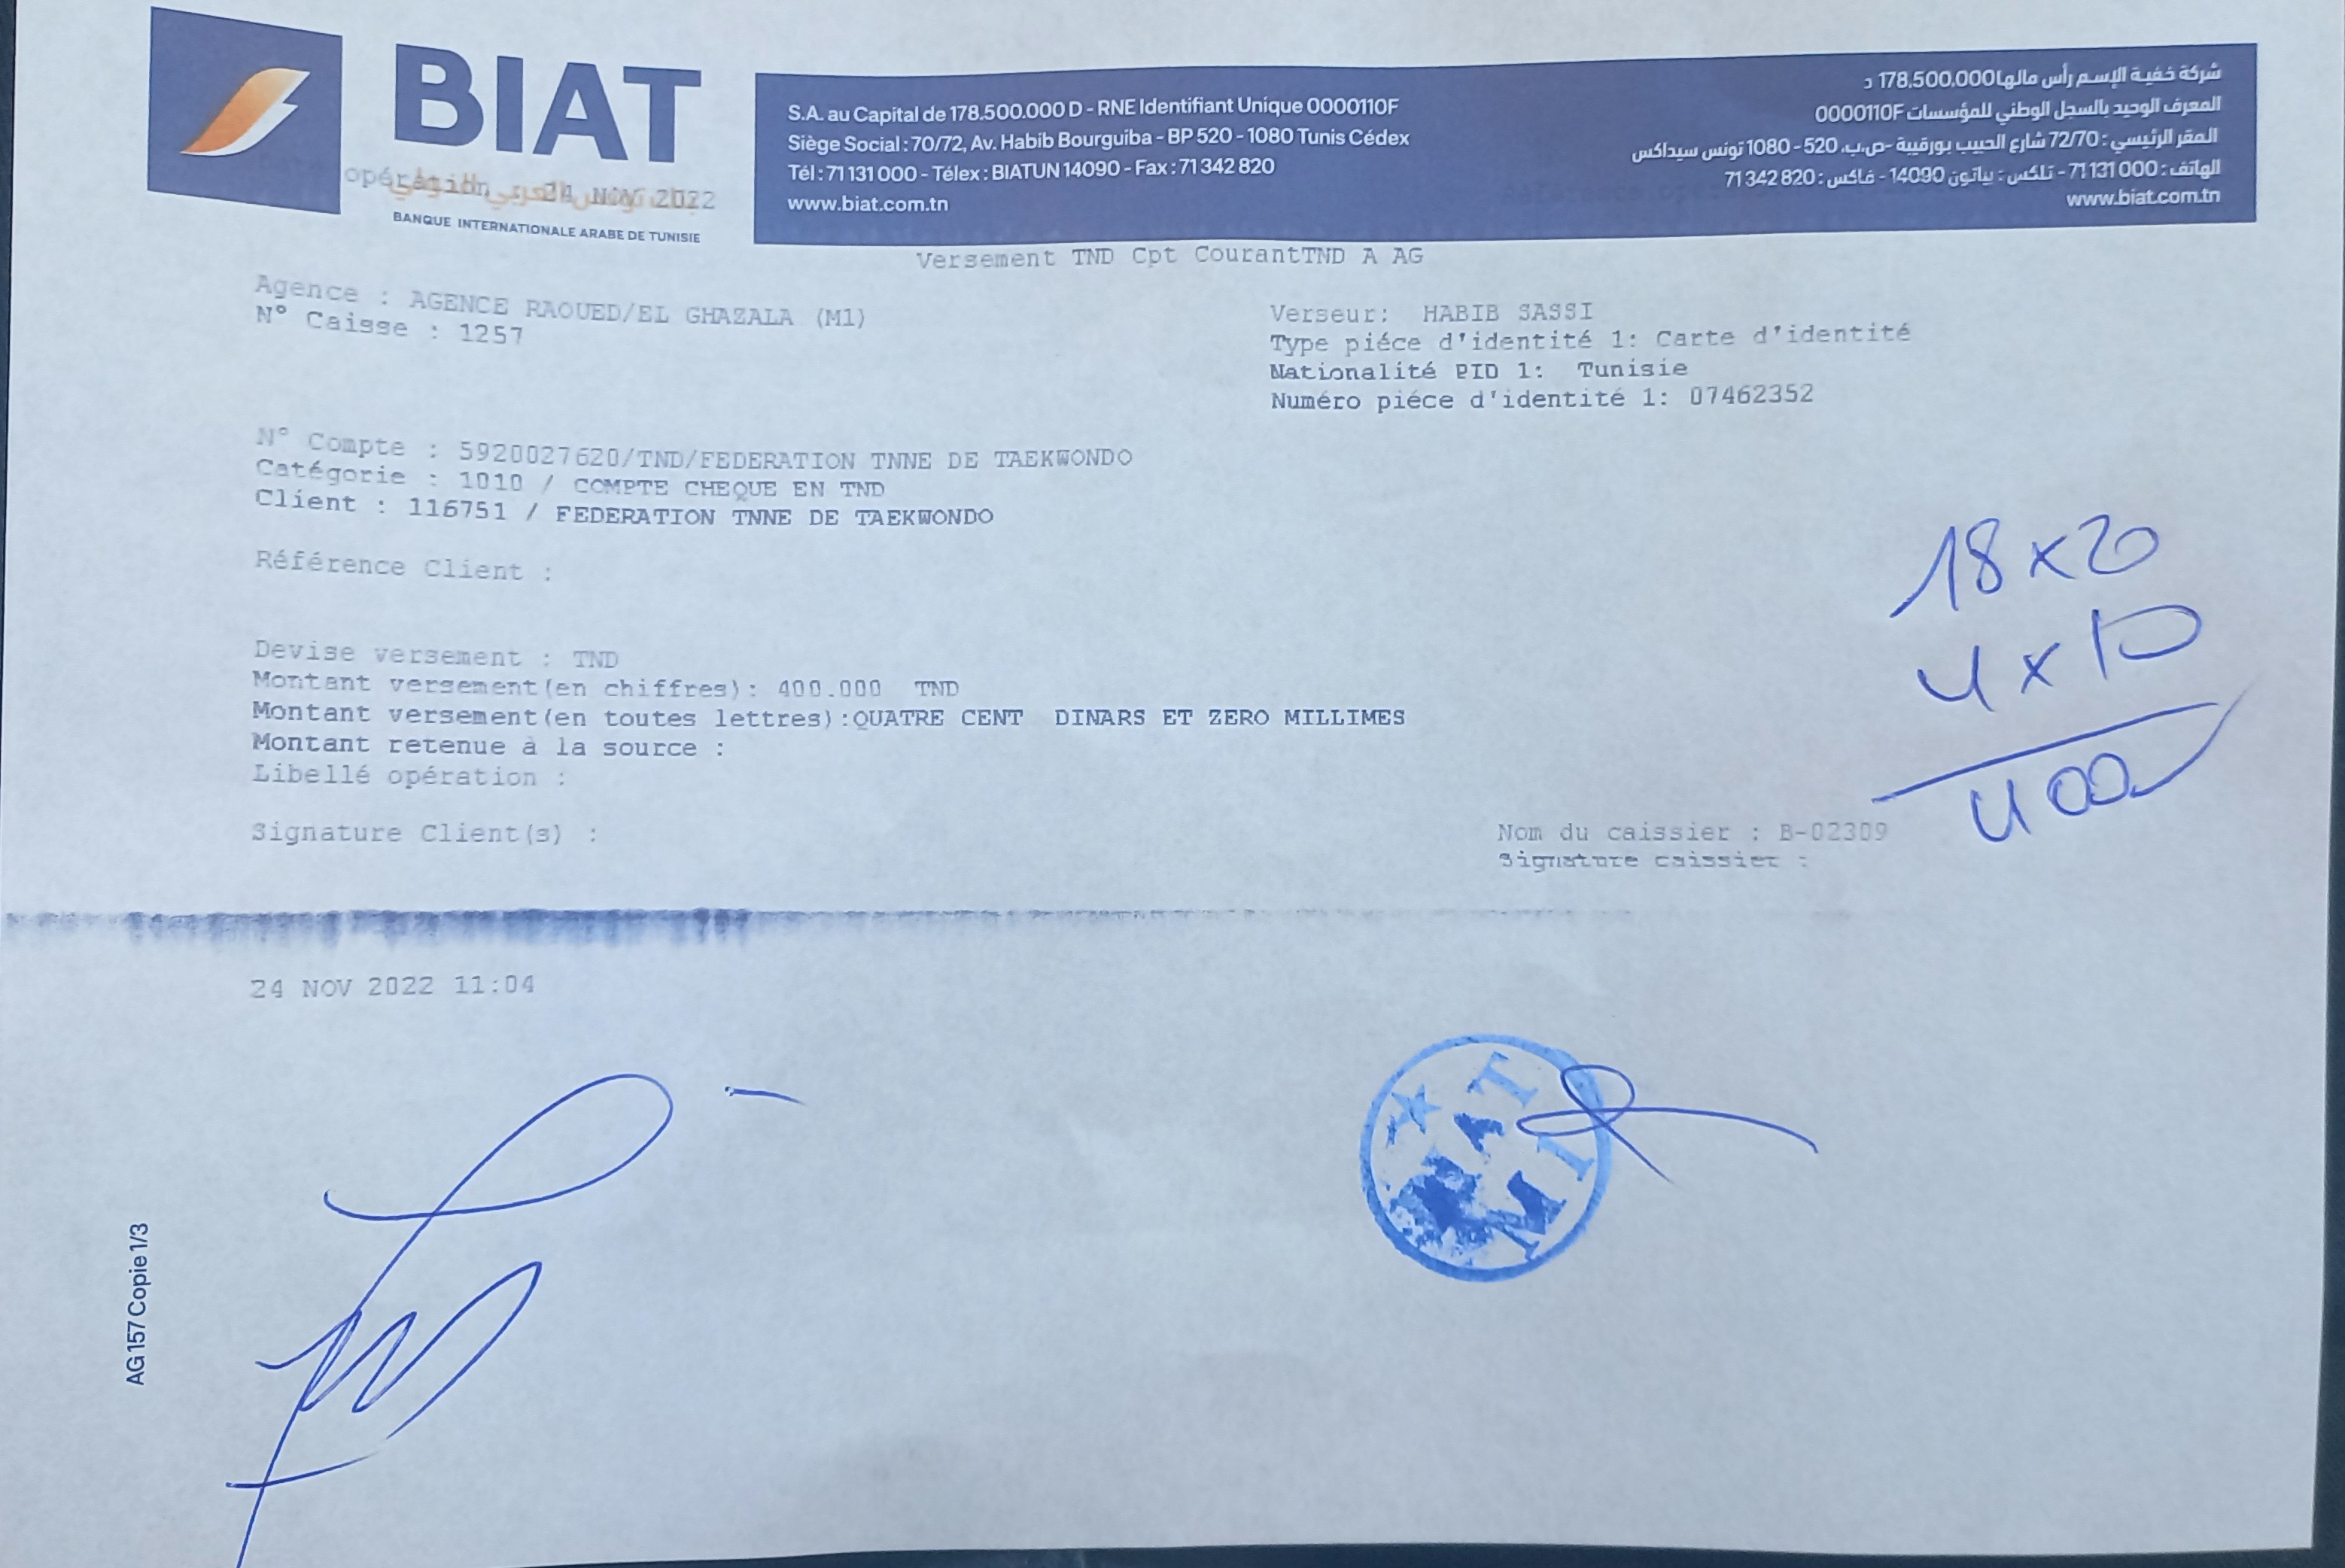 BIAT
opération : 24 NOV 2022
BANQUE INTERNATIONALE ARABE DE TUNISIE
S.A. au Capital de 178.500.000 D - RNE Identifiant Unique 0000110F
Siège Social : 70/72, Av. Habib Bourguiba - BP 520 - 1080 Tunis Cédex
Tél : 71 131 000 - Télex : BIATUN 14090 - Fax : 71 342 820
www.biat.com.tn
شركة خفية الإسم رأس مالها 178.500.000 د
المعرف الوحيد بالسجل الوطني للمؤسسات 0000110F
المقر الرئيسي : 72/70 شارع الحبيب بورقيبة -ص.ب. 520 - 1080 تونس سيداكس
الهاتف : 71 131 000 - تلكس : بياتون 14090 - فاكس : 71 342 820
www.biat.com.tn
Versement TND Cpt CourantTND A AG
Agence : AGENCE RAOUED/EL GHAZALA (M1)
N° Caisse : 1257
Verseur: HABIB SASSI
Type piéce d'identité 1: Carte d'identité
Nationalité PID 1: Tunisie
Numéro piéce d'identité 1: 07462352
N° Compte : 5920027620/TND/FEDERATION TNNE DE TAEKWONDO
Catégorie : 1010 / COMPTE CHEQUE EN TND
Client : 116751 / FEDERATION TNNE DE TAEKWONDO
Référence Client :
18 x 20
4 x 10
400
Devise versement : TND
Montant versement(en chiffres): 400.000 TND
Montant versement(en toutes lettres):QUATRE CENT DINARS ET ZERO MILLIMES
Montant retenue à la source :
Libellé opération :
Signature Client(s) :
Nom du caissier : B-02309
Signature caissier :
24 NOV 2022 11:04
AG 157 Copie 1/3